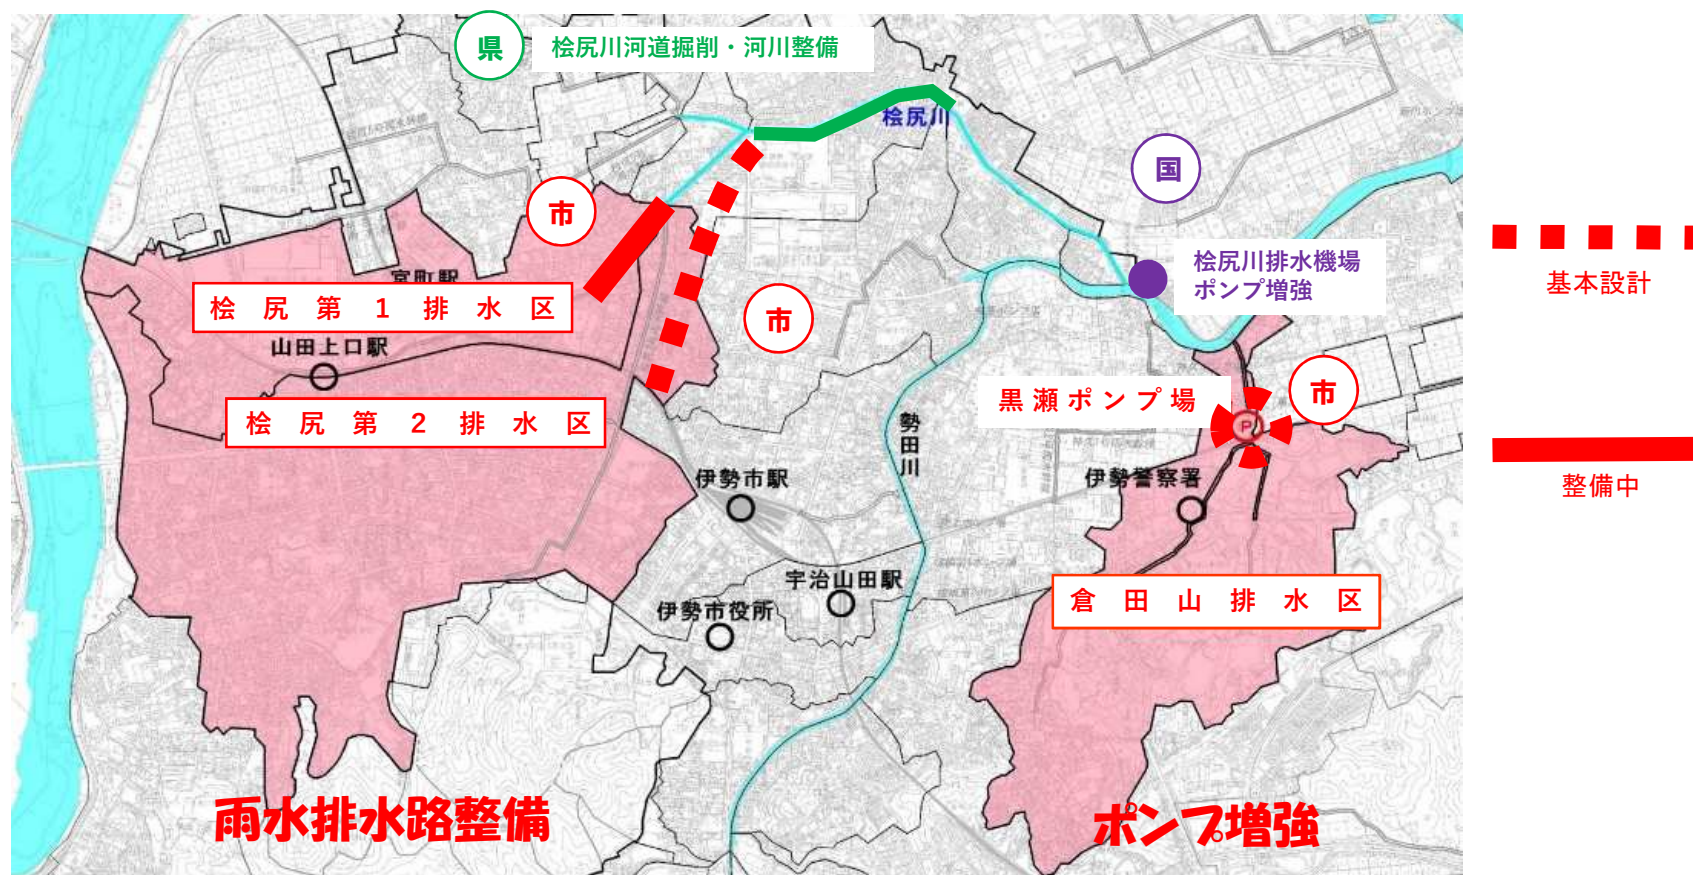 県
桧尻川河道掘削・河川整備
桧尻川
国
市
桧尻川排水機場
ポンプ増強
基本設計
宮町駅
桧尻第1排水区
市
山田上口駅
黒瀬ポンプ場
市
桧尻第2排水区
勢田川
P
伊勢市駅
伊勢警察署
整備中
宇治山田駅
伊勢市役所
倉田山排水区
雨水排水路整備
ポンプ増強